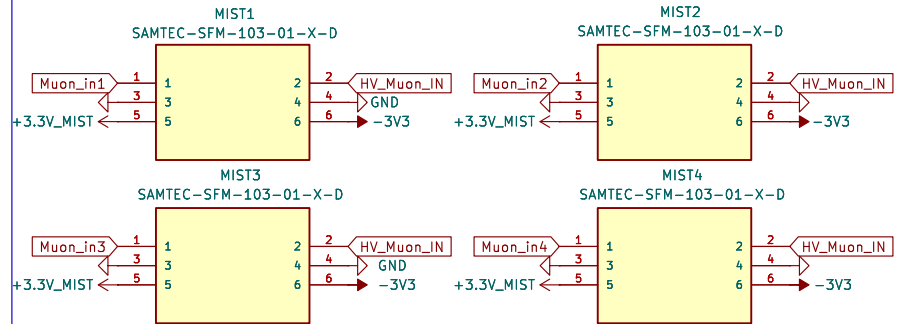 MIST1
SAMTEC-SFM-103-01-X-D
Muon_in1 1 1 2 2 HV_Muon_IN
3 3 4 4 GND
+3.3V_MIST 5 5 6 6 -3V3
MIST2
SAMTEC-SFM-103-01-X-D
Muon_in2 1 1 2 2 HV_Muon_IN
3 3 4 4
+3.3V_MIST 5 5 6 6 -3V3
MIST3
SAMTEC-SFM-103-01-X-D
Muon_in3 1 1 2 2 HV_Muon_IN
3 3 4 4 GND
+3.3V_MIST 5 5 6 6 -3V3
MIST4
SAMTEC-SFM-103-01-X-D
Muon_in4 1 1 2 2 HV_Muon_IN
3 3 4 4
+3.3V_MIST 5 5 6 6 -3V3